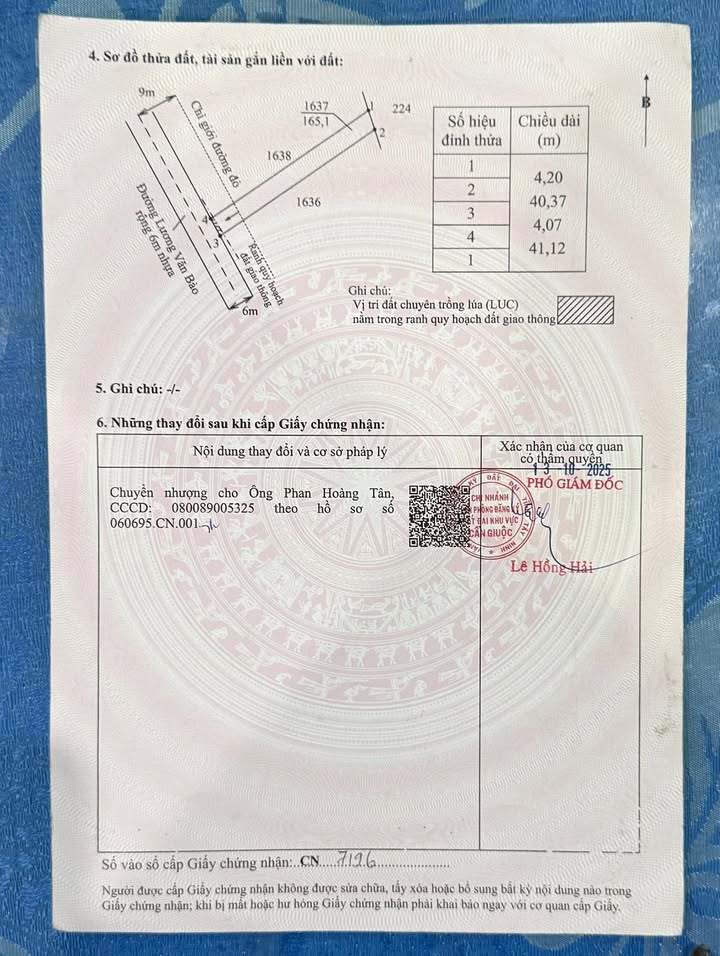 4. Sơ đồ thửa đất, tài sản gắn liền với đất:
9m
Chỉ giới đường đỏ
1637
165,1
1
224
2
B
1638
1636
Đường Lương Văn Bào
rộng 6m nhựa
4
3
Ranh quy hoạch
đất giao thông
6m
Số hiệu đỉnh thửa
Chiều dài (m)
1
4,20
2
40,37
3
4,07
4
41,12
1
Ghi chú:
Vị trí đất chuyên trồng lúa (LUC)
nằm trong ranh quy hoạch đất giao thông
5. Ghi chú: -/-
6. Những thay đổi sau khi cấp Giấy chứng nhận:
Nội dung thay đổi và cơ sở pháp lý
Xác nhận của cơ quan
có thẩm quyền
13 -10- 2025
PHÓ GIÁM ĐỐC
Chuyển nhượng cho Ông Phan Hoàng Tân,
CCCD: 080089005325 theo hồ sơ số
060695.CN.001
CHI NHÁNH
CẦN GIUỘC
Lê Hồng Hải
Số vào sổ cấp Giấy chứng nhận: CN 7196
Người được cấp Giấy chứng nhận không được sửa chữa, tẩy xóa hoặc bổ sung bất kỳ nội dung nào trong
Giấy chứng nhận; khi bị mất hoặc hư hỏng Giấy chứng nhận phải khai báo ngay với cơ quan cấp Giấy.